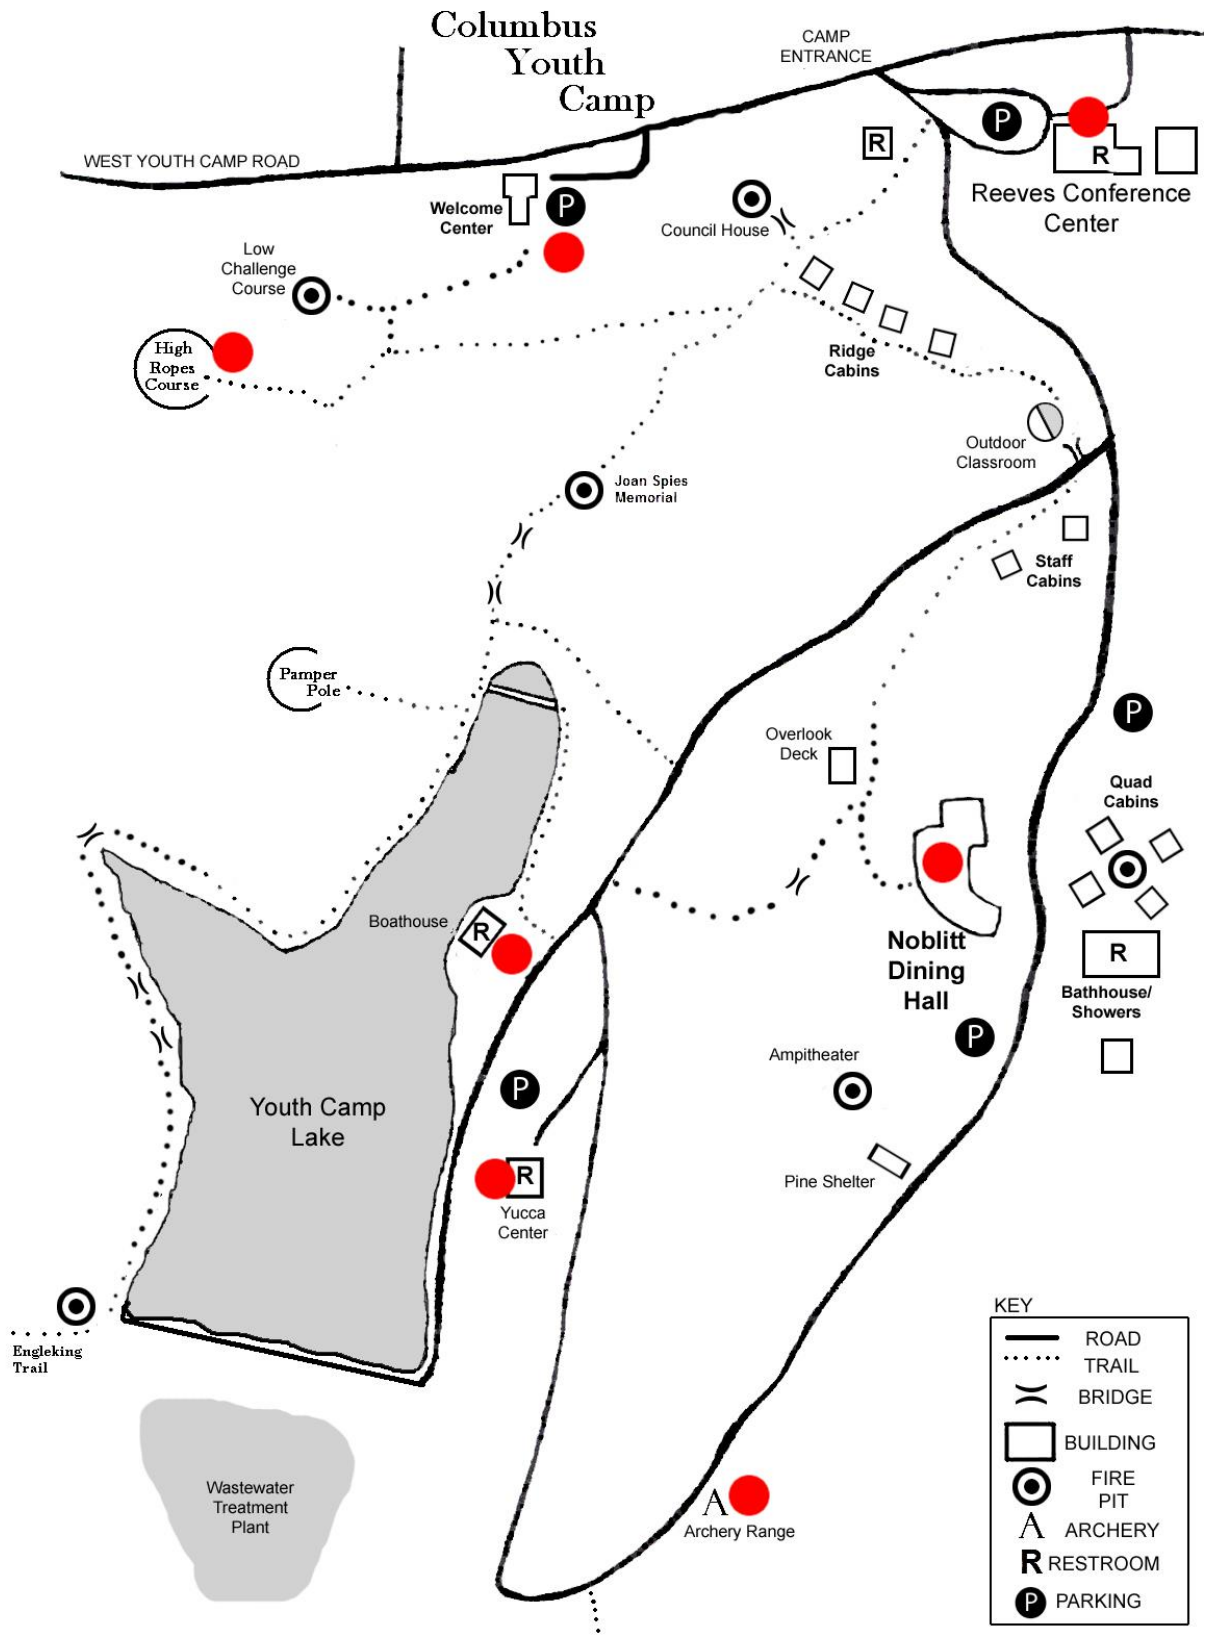 Columbus
Youth
Camp
CAMP
ENTRANCE
WEST YOUTH CAMP ROAD
P
R
R
Reeves Conference
Center
Welcome
Center
P
Council House
Low
Challenge
Course
High
Ropes
Course
Ridge
Cabins
Outdoor
Classroom
Joan Spies
Memorial
Staff
Cabins
Pamper
Pole
P
Overlook
Deck
Quad
Cabins
Boathouse
R
Noblitt
Dining
Hall
R
Bathhouse/
Showers
P
Ampitheater
P
Youth Camp
Lake
Pine Shelter
R
Yucca
Center
Engleking
Trail
Wastewater
Treatment
Plant
A
Archery Range
KEY
ROAD
TRAIL
BRIDGE
BUILDING
FIRE
PIT
A ARCHERY
R RESTROOM
P PARKING